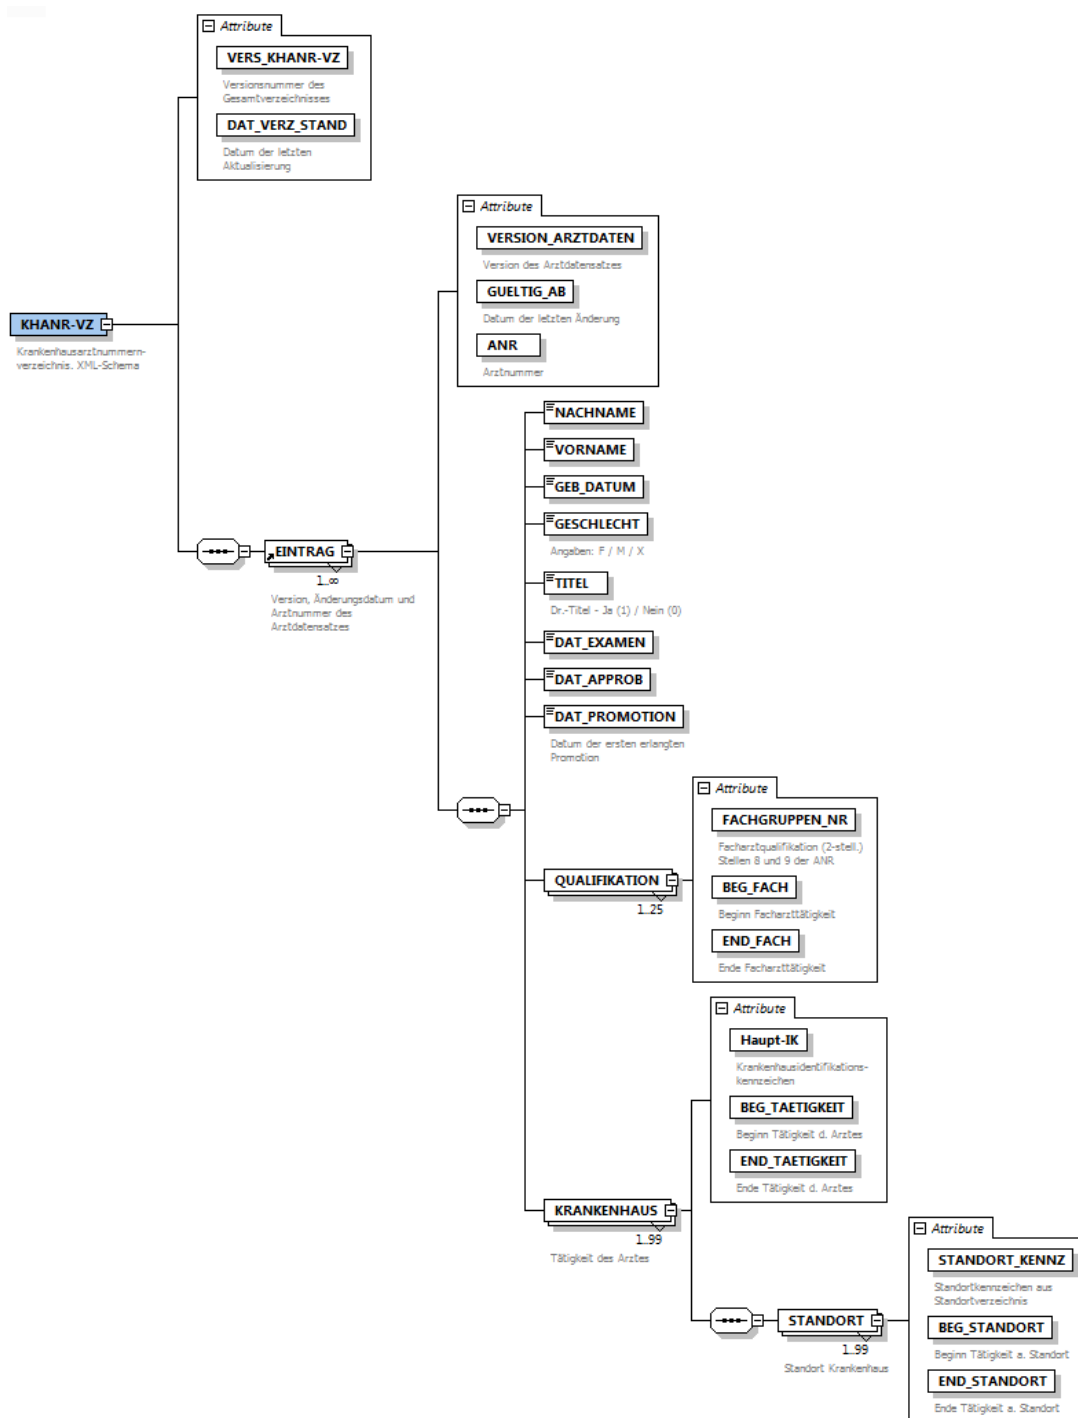 Attribute
VERS_KHANR-VZ
Versionsnummer des
Gesamtverzeichnisses
DAT_VERZ_STAND
Datum der letzten
Aktualisierung
Attribute
VERSION_ARZTDATEN
Version des Arztdatensatzes
GUELTIG_AB
Datum der letzten Änderung
ANR
Arztnummer
KHANR-VZ
Krankenhausarztnummern-
verzeichnis. XML-Schema
NACHNAME
VORNAME
GEB_DATUM
GESCHLECHT
Angaben: F / M / X
EINTRAG
1..∞
Version, Änderungsdatum und
Arztnummer des
Arztdatensatzes
TITEL
Dr.-Titel - Ja (1) / Nein (0)
DAT_EXAMEN
DAT_APPROB
DAT_PROMOTION
Datum der ersten erlangten
Promotion
Attribute
FACHGRUPPEN_NR
Facharztqualifikation (2-stell.)
Stellen 8 und 9 der ANR
QUALIFIKATION
1..25
BEG_FACH
Beginn Facharzttätigkeit
END_FACH
Ende Facharzttätigkeit
Attribute
Haupt-IK
Krankenhausidentifikations-
kennzeichen
BEG_TAETIGKEIT
Beginn Tätigkeit d. Arztes
END_TAETIGKEIT
Ende Tätigkeit d. Arztes
KRANKENHAUS
1..99
Tätigkeit des Arztes
Attribute
STANDORT_KENNZ
Standortkennzeichen aus
Standortverzeichnis
STANDORT
1..99
Standort Krankenhaus
BEG_STANDORT
Beginn Tätigkeit a. Standort
END_STANDORT
Ende Tätigkeit a. Standort